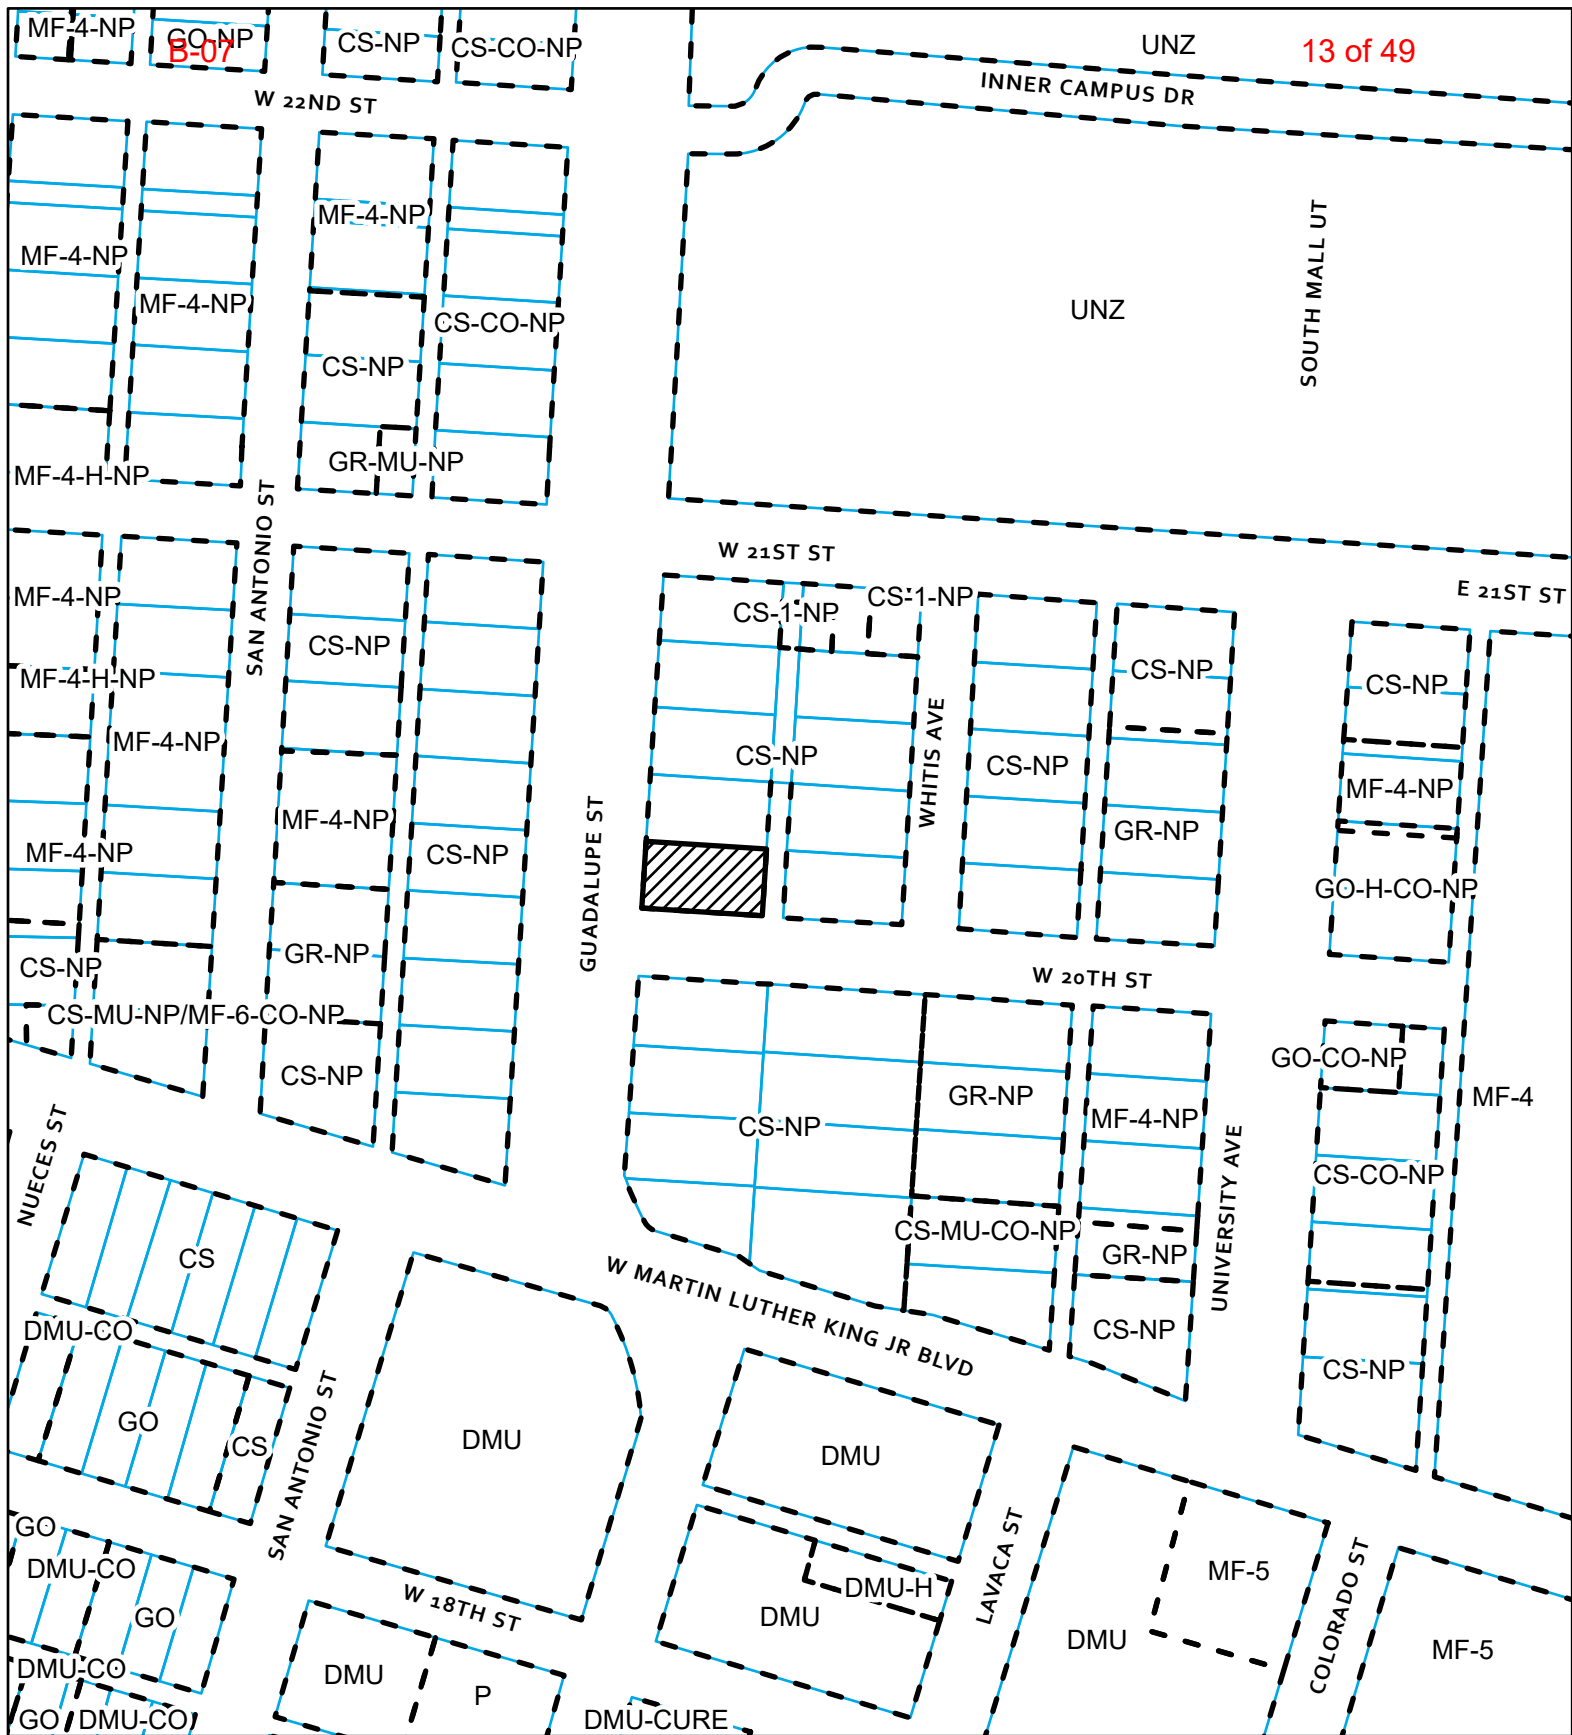 MF-4-NP
GO-NP
B-07
CS-NP
CS-CO-NP
UNZ
13 of 49
INNER CAMPUS DR
W 22ND ST
MF-4-NP
MF-4-NP
MF-4-NP
CS-CO-NP
CS-NP
UNZ
SOUTH MALL UT
GR-MU-NP
MF-4-H-NP
SAN ANTONIO ST
W 21ST ST
E 21ST ST
MF-4-NP
CS-1-NP
CS-1-NP
CS-NP
CS-NP
CS-NP
MF-4-H-NP
MF-4-NP
CS-NP
CS-NP
WHITIS AVE
MF-4-NP
MF-4-NP
GR-NP
MF-4-NP
CS-NP
GUADALUPE ST
GO-H-CO-NP
GR-NP
CS-NP
W 20TH ST
CS-MU-NP/MF-6-CO-NP
CS-NP
GO-CO-NP
GR-NP
MF-4
CS-NP
MF-4-NP
NUECES ST
UNIVERSITY AVE
CS-CO-NP
CS-MU-CO-NP
GR-NP
CS
W MARTIN LUTHER KING JR BLVD
DMU-CO
CS-NP
CS-NP
SAN ANTONIO ST
GO
CS
DMU
DMU
GO
LAVACA ST
DMU-CO
GO
W 18TH ST
DMU-H
DMU
MF-5
COLORADO ST
DMU
MF-5
DMU-CO
DMU
P
GO
DMU-CO
DMU-CURE